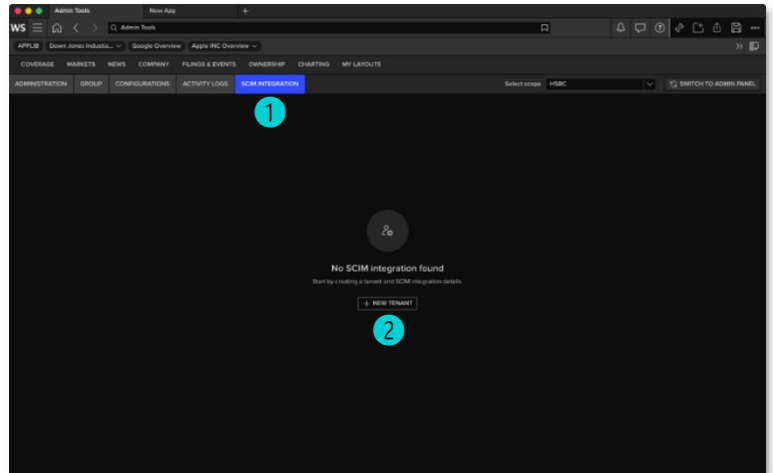 Admin Tools New App +
WS Admin Tools
APPLIB Down Jones Industia... Google Overview Apple INC Overview
COVERAGE MARKETS NEWS COMPANY FILINGS & EVENTS OWNERSHIP CHARTING MY LAYOUTS
ADMINISTRATION GROUP CONFIGURATIONS ACTIVITY LOGS SCIM INTEGRATION Select scope HSBC SWITCH TO ADMIN PANEL
1
No SCIM integration found
Start by creating a tenant and SCIM integration details.
+ NEW TENANT
2